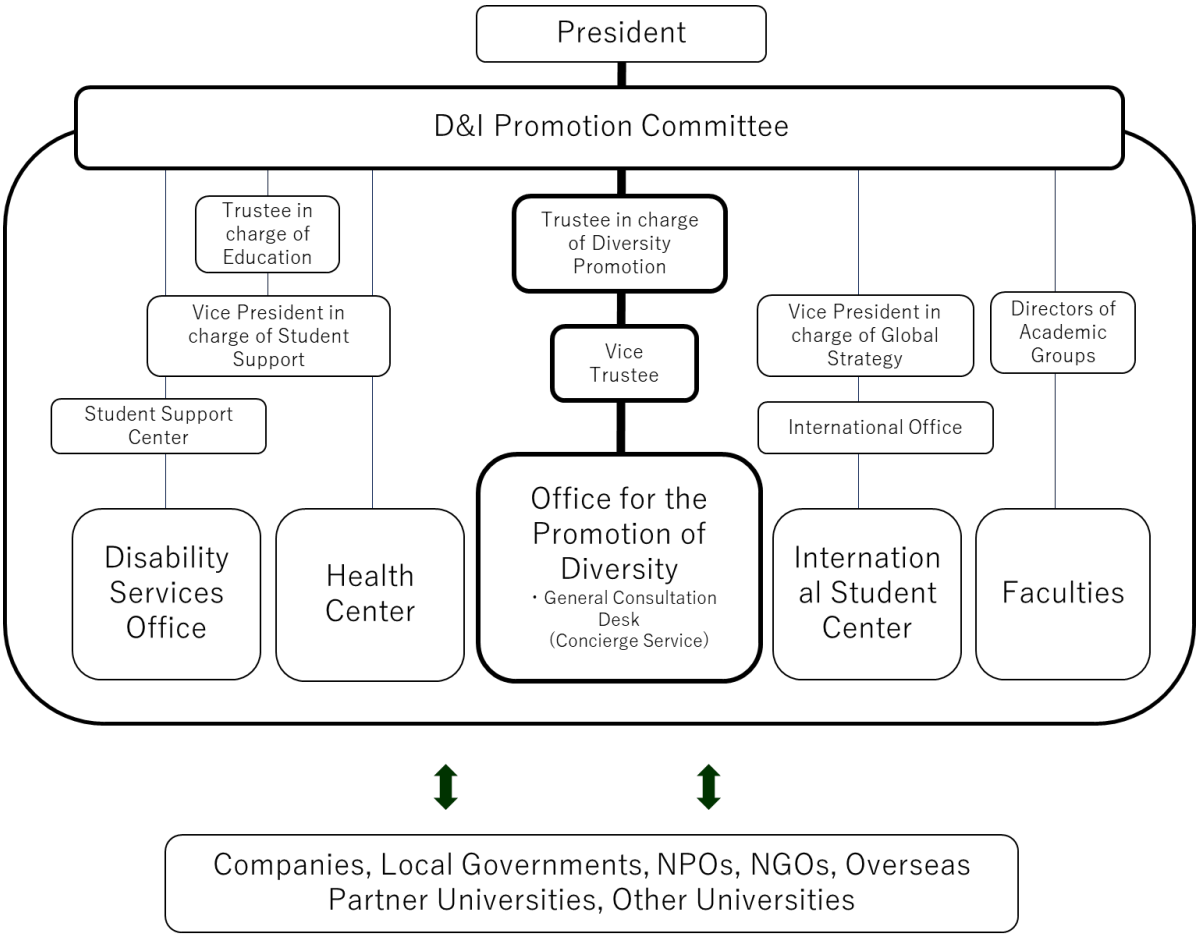 President
D&I Promotion Committee
Trustee in
charge of
Education
Trustee in charge
of Diversity
Promotion
Vice President in
charge of Student
Support
Vice President in
charge of Global
Strategy
Directors of
Academic
Groups
Vice
Trustee
Student Support
Center
International Office
Disability
Services
Office
Health
Center
Office for the
Promotion of
Diversity
・General Consultation
Desk
(Concierge Service)
Internation
al Student
Center
Faculties
Companies, Local Governments, NPOs, NGOs, Overseas
Partner Universities, Other Universities